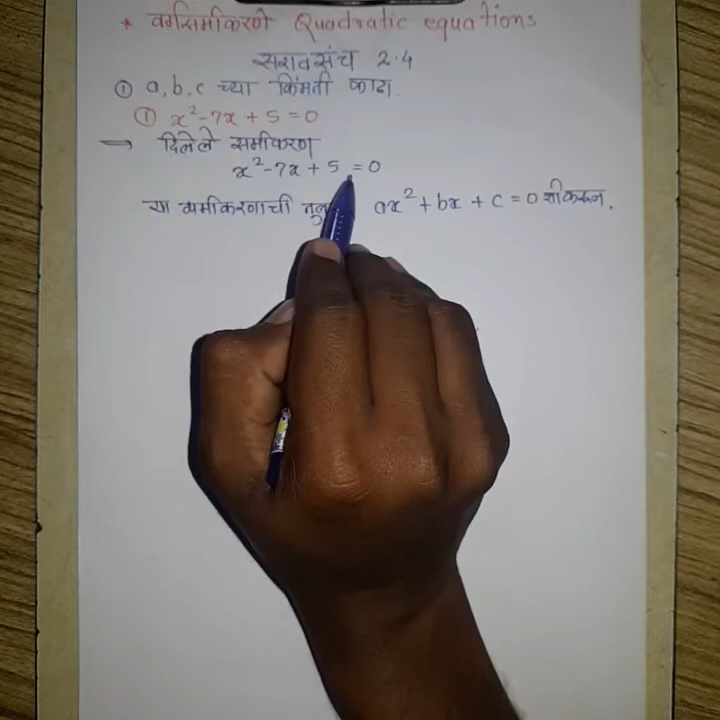 * वर्गसमीकरणे Quadratic equations
सरावसंच 2.4
① a, b, c च्या किंमती काढा.
① x² - 7x + 5 = 0
→ दिलेले समीकरण
x² - 7x + 5 = 0
या समीकरणाची ax² + bx + c = 0 शी करून.